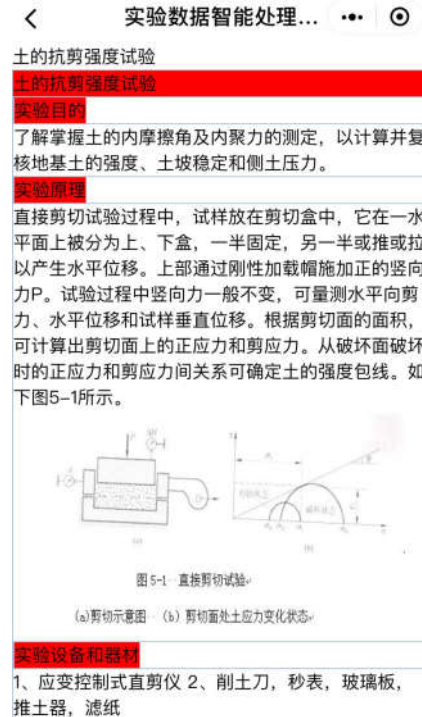 实验数据智能处理...
土的抗剪强度试验
土的抗剪强度试验
实验目的
了解掌握土的内摩擦角及内聚力的测定，以计算并复
核地基土的强度、土坡稳定和侧土压力。
实验原理
直接剪切试验过程中，试样放在剪切盒中，它在一水
平面上被分为上、下盒，一半固定，另一半或推或拉
以产生水平位移。上部通过刚性加载帽施加正的竖向
力P。试验过程中竖向力一般不变，可量测水平向剪
力、水平位移和试样垂直位移。根据剪切面的面积，
可计算出剪切面上的正应力和剪应力。从破坏面破坏
时的正应力和剪应力间关系可确定土的强度包线。如
下图5-1所示。
(a)
(b)
图 5-1 直接剪切试验
(a)剪切示意图 (b) 剪切面处土应力变化状态
实验设备和器材
1、应变控制式直剪仪 2、削土刀，秒表，玻璃板，
推土器，滤纸